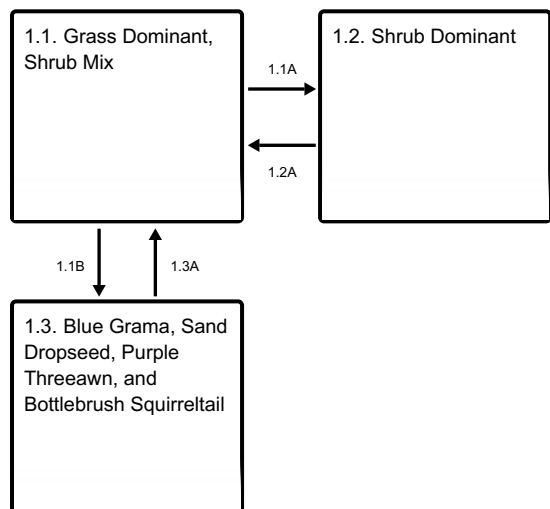 1.1. Grass Dominant,
Shrub Mix
1.1A
1.2. Shrub Dominant
1.2A
1.1B
1.3A
1.3. Blue Grama, Sand
Dropseed, Purple
Threeawn, and
Bottlebrush Squirreltail